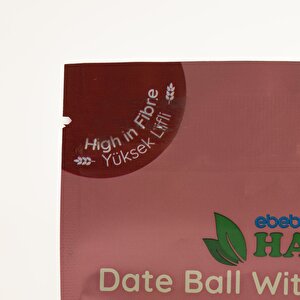 High in Fibre
Yüksek Lifli
ebeb
HA
Date Ball Wit